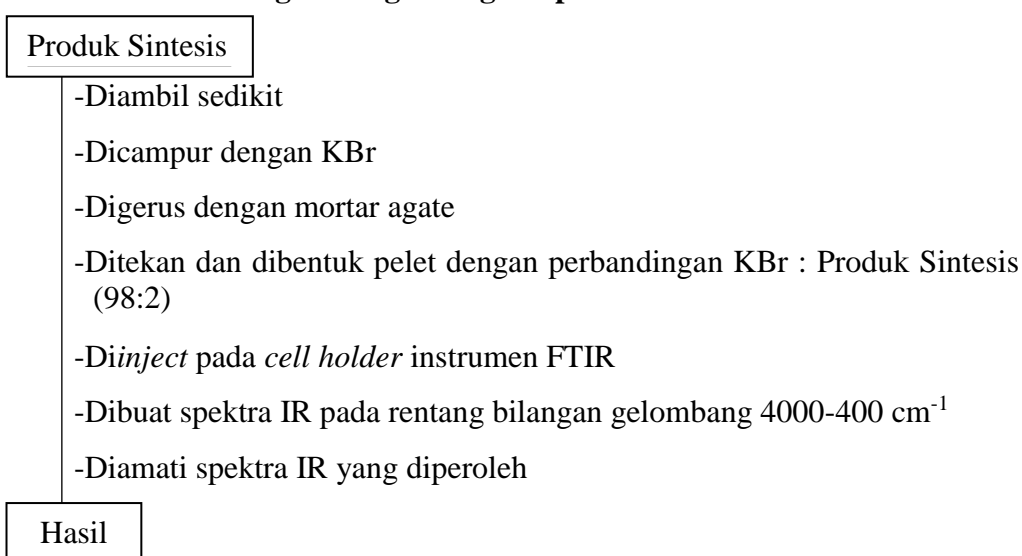 Produk Sintesis
-Diambil sedikit
-Dicampur dengan KBr
-Digerus dengan mortar agate
-Ditekan dan dibentuk pelet dengan perbandingan KBr : Produk Sintesis
(98:2)
-Diinject pada cell holder instrumen FTIR
-Dibuat spektra IR pada rentang bilangan gelombang 4000-400 cm-1
-Diamati spektra IR yang diperoleh
Hasil